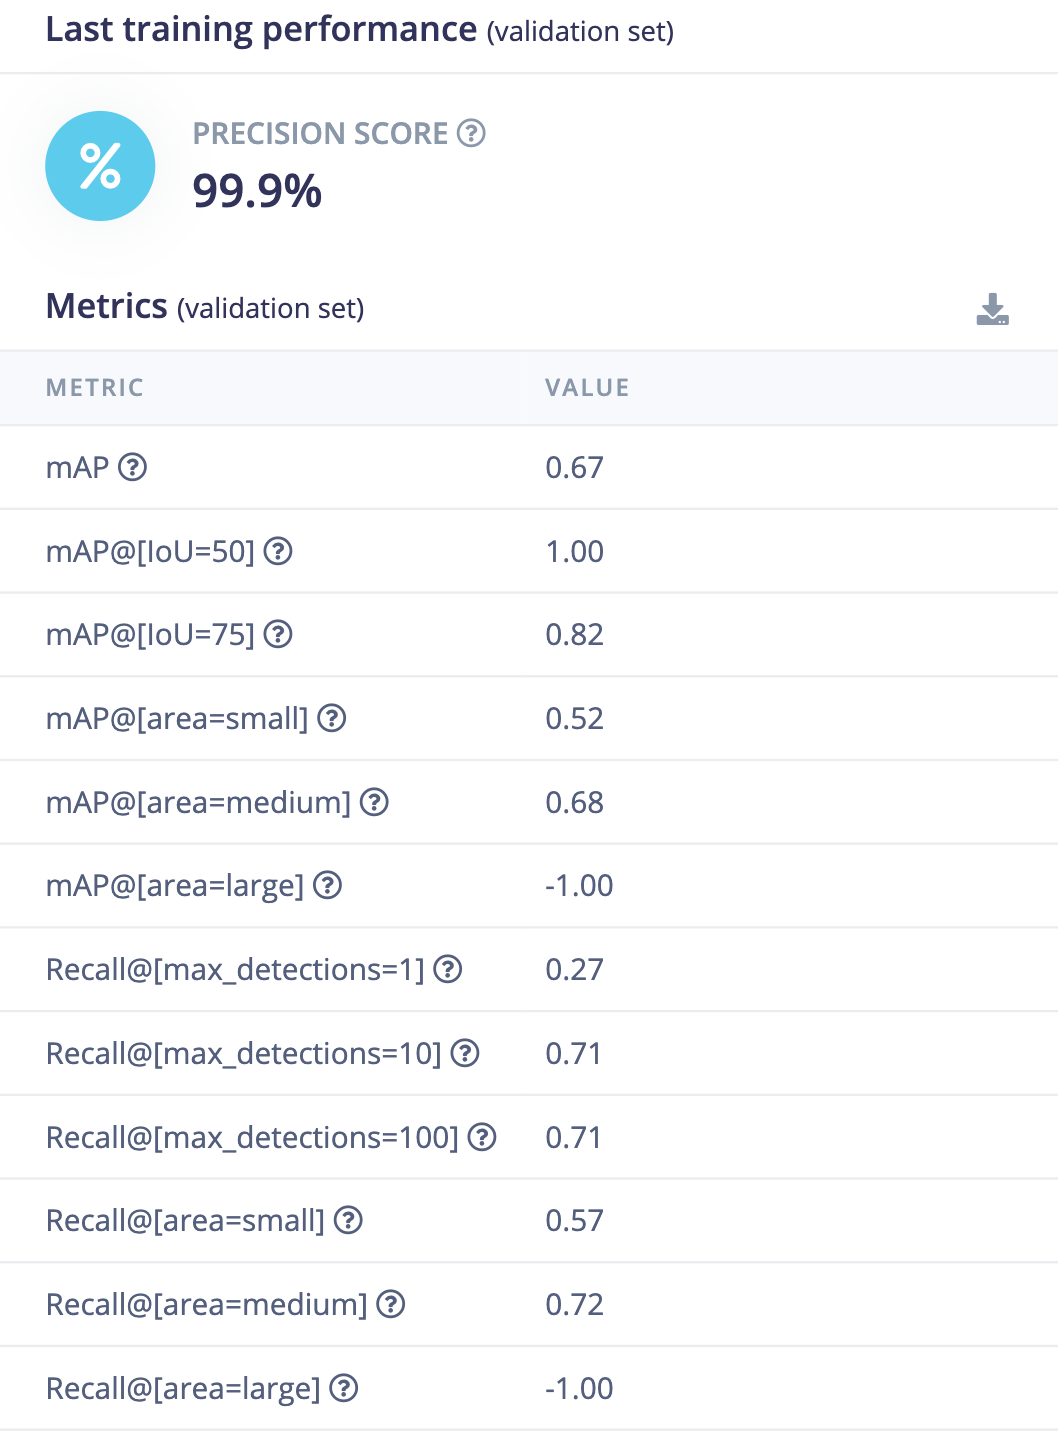 Last training performance (validation set)
%
PRECISION SCORE ?
99.9%
Metrics (validation set)
METRIC VALUE
mAP ? 0.67
mAP@[IoU=50] ? 1.00
mAP@[IoU=75] ? 0.82
mAP@[area=small] ? 0.52
mAP@[area=medium] ? 0.68
mAP@[area=large] ? -1.00
Recall@[max_detections=1] ? 0.27
Recall@[max_detections=10] ? 0.71
Recall@[max_detections=100] ? 0.71
Recall@[area=small] ? 0.57
Recall@[area=medium] ? 0.72
Recall@[area=large] ? -1.00